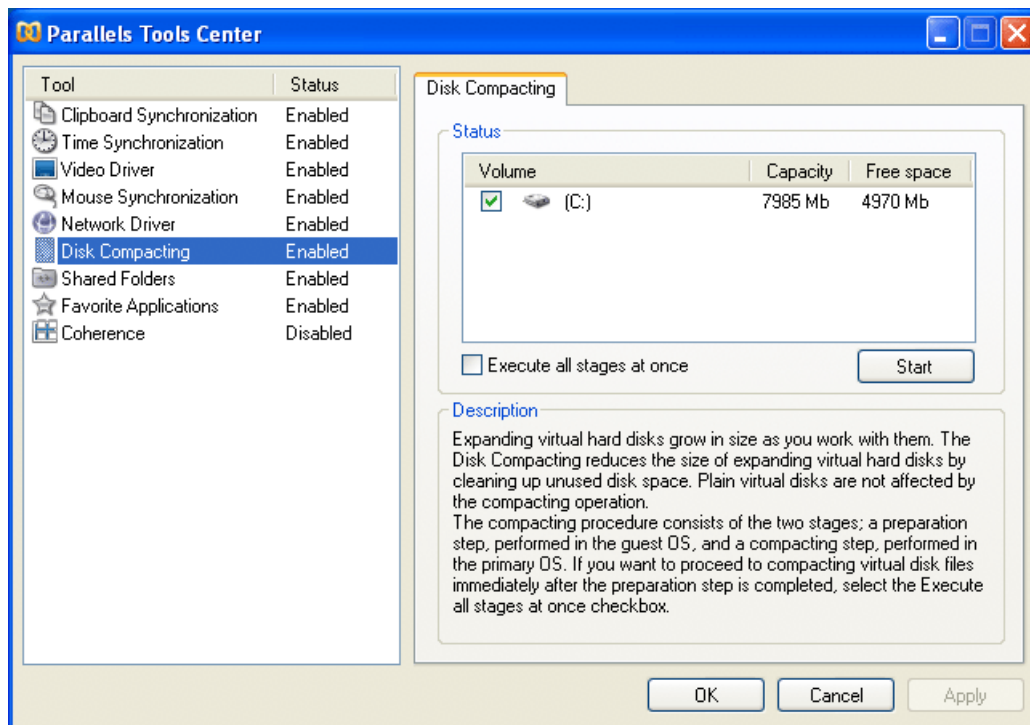 Parallels Tools Center
Tool Status
Clipboard Synchronization Enabled
Time Synchronization Enabled
Video Driver Enabled
Mouse Synchronization Enabled
Network Driver Enabled
Disk Compacting Enabled
Shared Folders Enabled
Favorite Applications Enabled
Coherence Disabled
Disk Compacting
Status
Volume Capacity Free space
(C:) 7985 Mb 4970 Mb
Execute all stages at once
Start
Description
Expanding virtual hard disks grow in size as you work with them. The
Disk Compacting reduces the size of expanding virtual hard disks by
cleaning up unused disk space. Plain virtual disks are not affected by
the compacting operation.
The compacting procedure consists of the two stages; a preparation
step, performed in the guest OS, and a compacting step, performed in
the primary OS. If you want to proceed to compacting virtual disk files
immediately after the preparation step is completed, select the Execute
all stages at once checkbox.
OK Cancel Apply